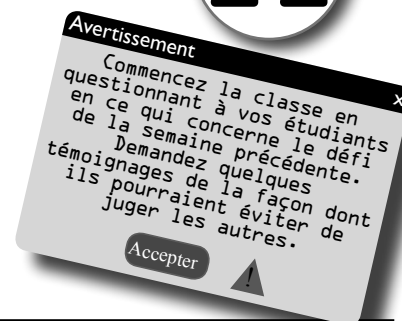 Avertissement
x
Commencez la classe en
questionnant à vos étudiants
en ce qui concerne le défi
de la semaine précédente.
Demandez quelques
témoignages de la façon dont
ils pourraient éviter de
juger les autres.
Accepter
!